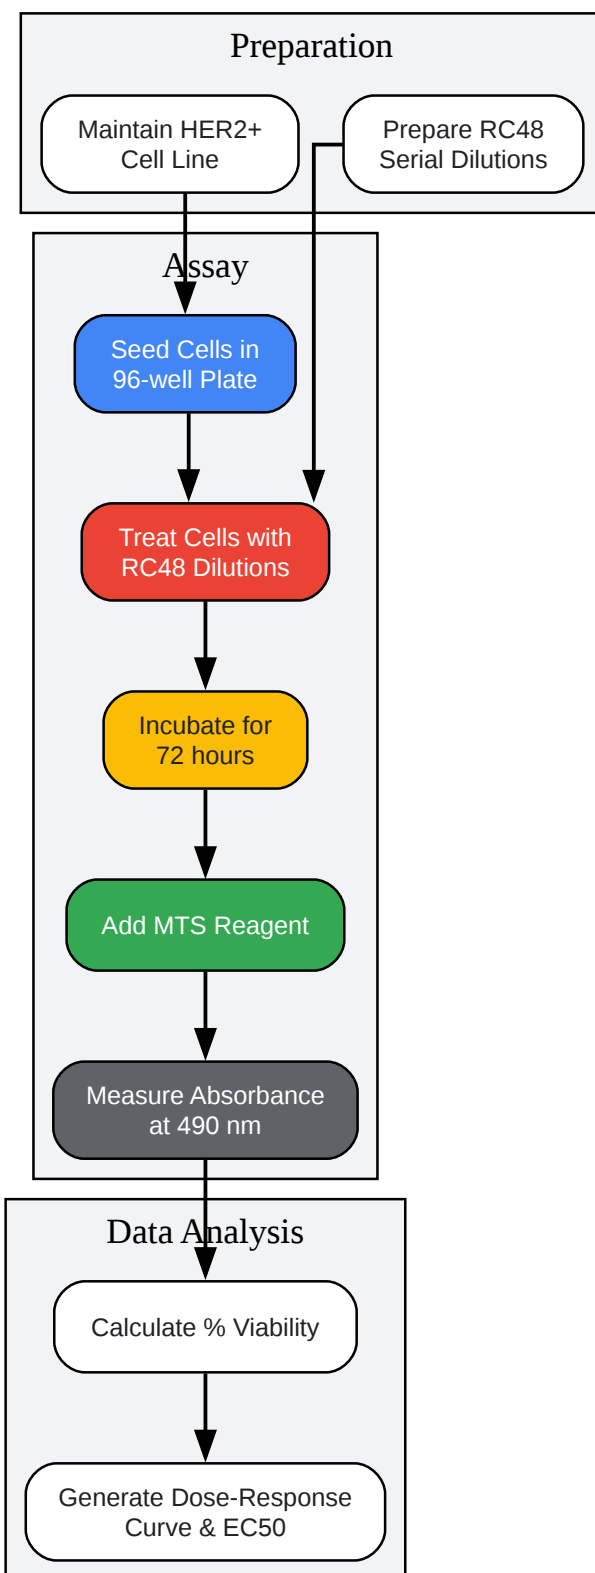 Preparation
Maintain HER2+
Cell Line
Prepare RC48
Serial Dilutions
Assay
Seed Cells in
96-well Plate
Treat Cells with
RC48 Dilutions
Incubate for
72 hours
Add MTS Reagent
Measure Absorbance
at 490 nm
Data Analysis
Calculate % Viability
Generate Dose-Response
Curve & EC50